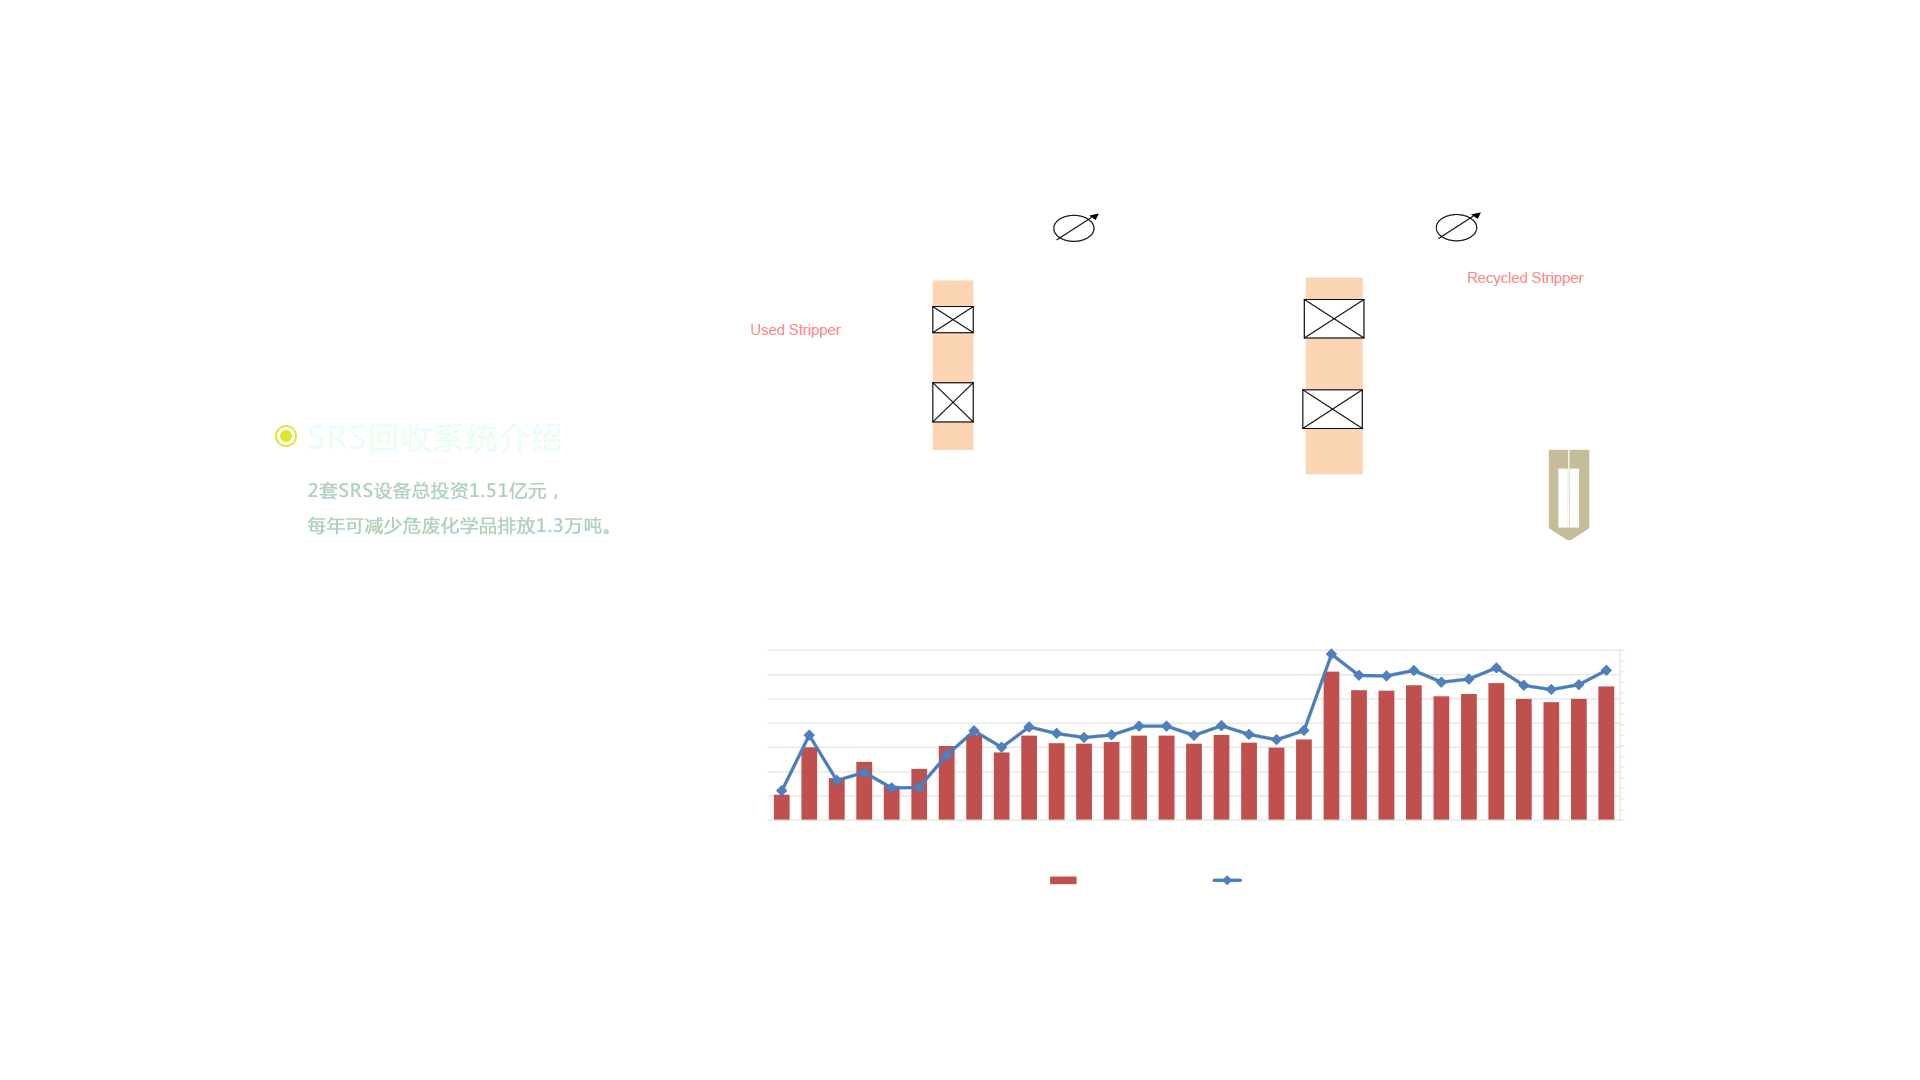 Recycled Stripper
Used Stripper
SRS回收系统介绍
2套SRS设备总投资1.51亿元，
每年可减少危废化学品排放1.3万吨。